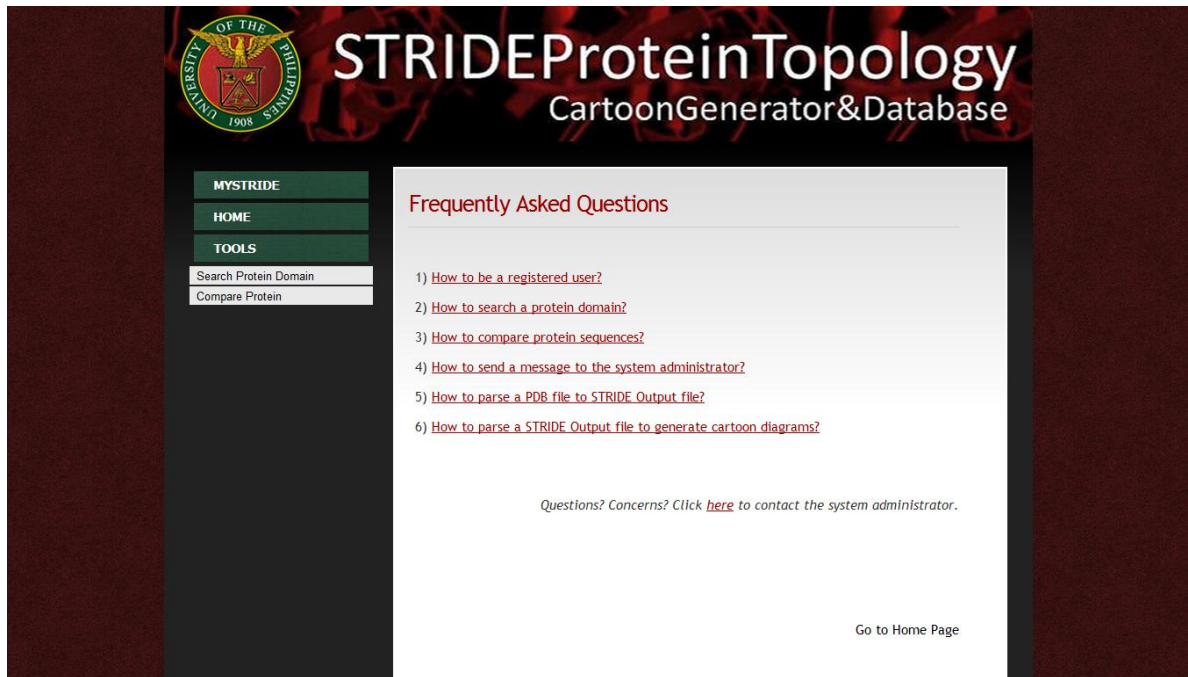 UNIVERSITY OF THE PHILIPPINES
1908
STRIDEProteinTopology
CartoonGenerator&Database
MYSTRIDE
HOME
TOOLS
Search Protein Domain
Compare Protein
Frequently Asked Questions
1) How to be a registered user?
2) How to search a protein domain?
3) How to compare protein sequences?
4) How to send a message to the system administrator?
5) How to parse a PDB file to STRIDE Output file?
6) How to parse a STRIDE Output file to generate cartoon diagrams?
Questions? Concerns? Click here to contact the system administrator.
Go to Home Page